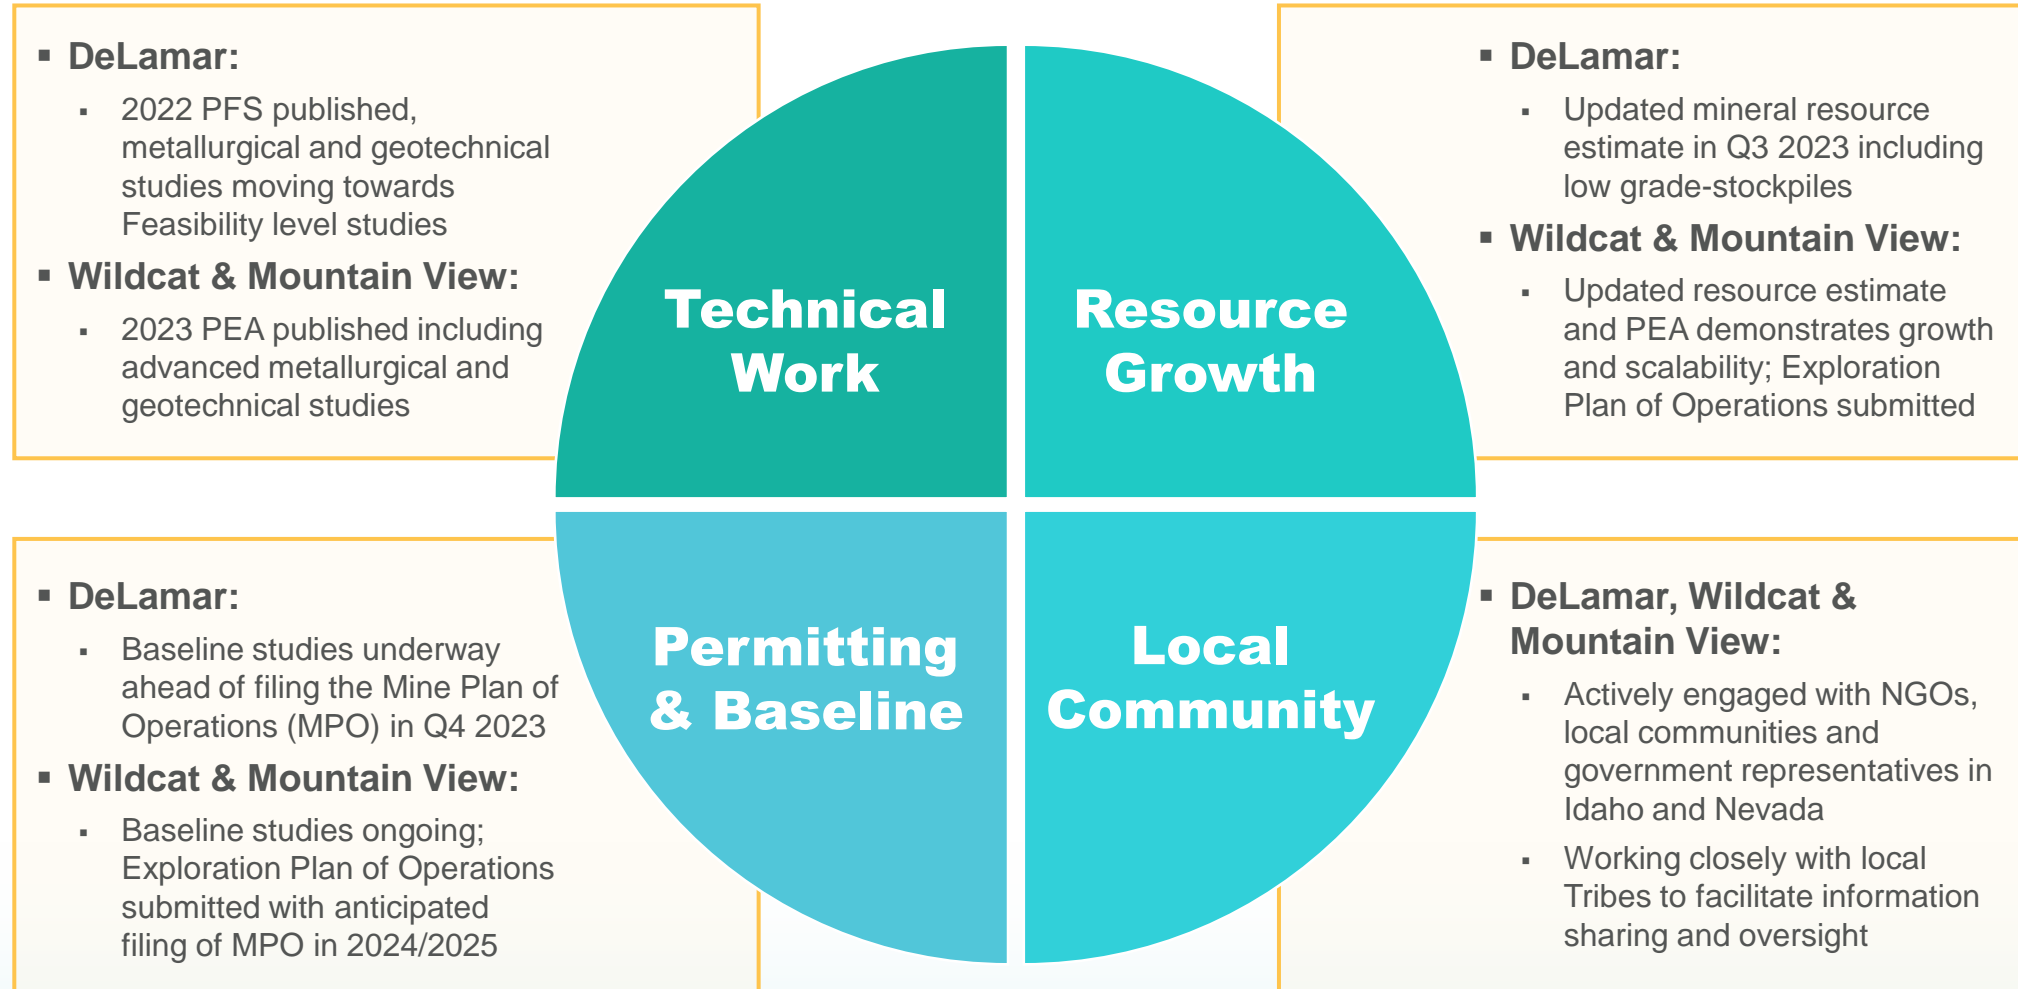 ▪ DeLamar:
▪ 2022 PFS published,
metallurgical and geotechnical
studies moving towards
Feasibility level studies
▪ Wildcat & Mountain View:
▪ 2023 PEA published including
advanced metallurgical and
geotechnical studies
Technical
Work
Resource
Growth
▪ DeLamar:
▪ Updated mineral resource
estimate in Q3 2023 including
low grade-stockpiles
▪ Wildcat & Mountain View:
▪ Updated resource estimate
and PEA demonstrates growth
and scalability; Exploration
Plan of Operations submitted
▪ DeLamar:
▪ Baseline studies underway
ahead of filing the Mine Plan of
Operations (MPO) in Q4 2023
▪ Wildcat & Mountain View:
▪ Baseline studies ongoing;
Exploration Plan of Operations
submitted with anticipated
filing of MPO in 2024/2025
Permitting
& Baseline
Local
Community
▪ DeLamar, Wildcat &
Mountain View:
▪ Actively engaged with NGOs,
local communities and
government representatives in
Idaho and Nevada
▪ Working closely with local
Tribes to facilitate information
sharing and oversight